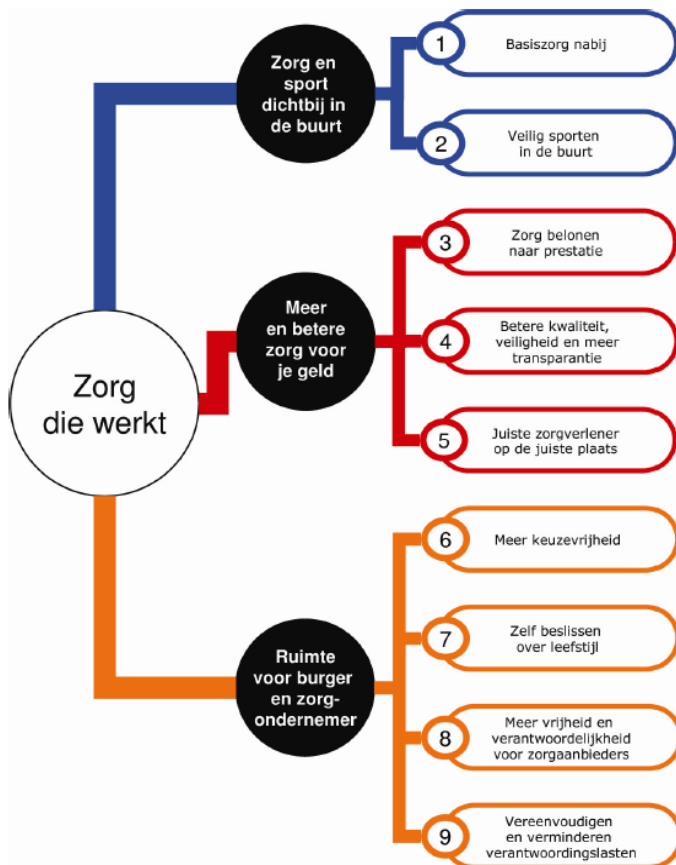 Zorg
die werkt
Zorg en
sport
dichtbij in
de buurt
1
Basiszorg nabij
2
Veilig sporten
in de buurt
Meer
en betere
zorg voor
je geld
3
Zorg belonen
naar prestatie
4
Betere kwaliteit,
veiligheid en meer
transparantie
5
Juiste zorgverlener
op de juiste plaats
Ruimte
voor burger
en zorg-
ondernemer
6
Meer keuzevrijheid
7
Zelf beslissen
over leefstijl
8
Meer vrijheid en
verantwoordelijkheid
voor zorgaanbieders
9
Vereenvoudigen
en verminderen
verantwoordingslasten